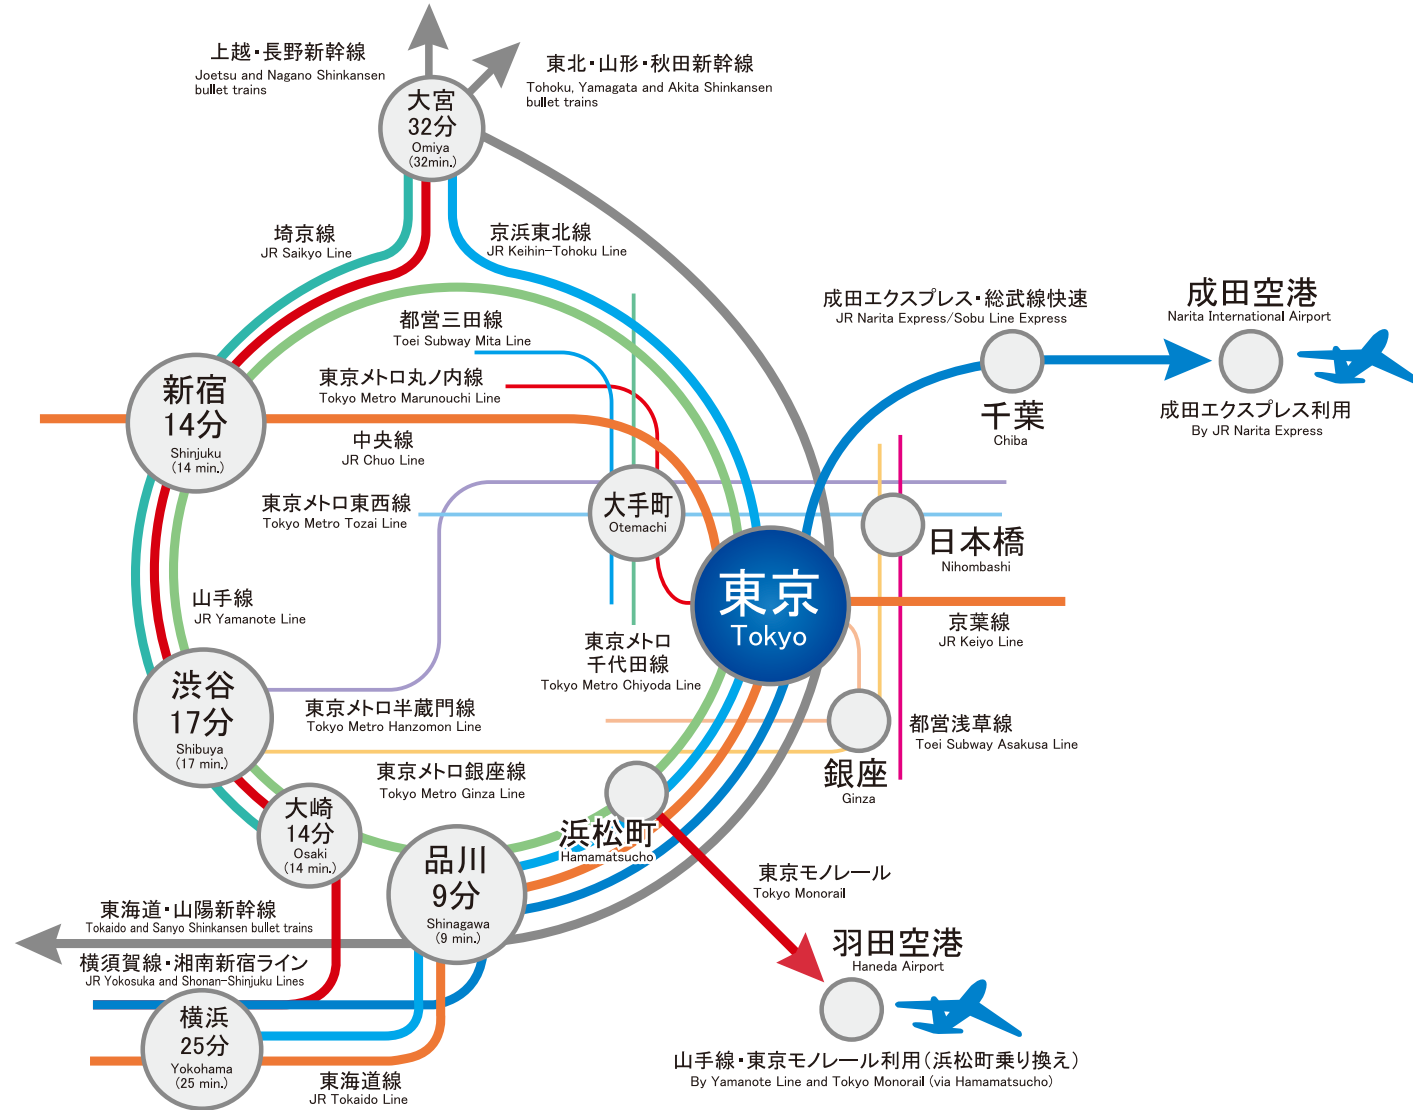 上越・長野新幹線
Joetsu and Nagano Shinkansen
bullet trains
東北・山形・秋田新幹線
Tohoku, Yamagata and Akita Shinkansen
bullet trains
大宮
32分
Omiya
(32min.)
埼京線
JR Saikyo Line
京浜東北線
JR Keihin-Tohoku Line
成田エクスプレス・総武線快速
JR Narita Express/Sobu Line Express
成田空港
Narita International Airport
都営三田線
Toei Subway Mita Line
東京メトロ丸ノ内線
Tokyo Metro Marunouchi Line
新宿
14分
Shinjuku
(14 min.)
千葉
Chiba
成田エクスプレス利用
By JR Narita Express
中央線
JR Chuo Line
東京メトロ東西線
Tokyo Metro Tozai Line
大手町
Otemachi
日本橋
Nihombashi
東京
Tokyo
山手線
JR Yamanote Line
京葉線
JR Keiyo Line
東京メトロ
千代田線
Tokyo Metro Chiyoda Line
渋谷
17分
Shibuya
(17 min.)
東京メトロ半蔵門線
Tokyo Metro Hanzomon Line
都営浅草線
Toei Subway Asakusa Line
東京メトロ銀座線
Tokyo Metro Ginza Line
銀座
Ginza
大崎
14分
Osaki
(14 min.)
浜松町
Hamamatsucho
品川
9分
Shinagawa
(9 min.)
東京モノレール
Tokyo Monorail
東海道・山陽新幹線
Tokaido and Sanyo Shinkansen bullet trains
横須賀線・湘南新宿ライン
JR Yokosuka and Shonan-Shinjuku Lines
羽田空港
Haneda Airport
横浜
25分
Yokohama
(25 min.)
東海道線
JR Tokaido Line
山手線・東京モノレール利用(浜松町乗り換え)
By Yamanote Line and Tokyo Monorail (via Hamamatsucho)